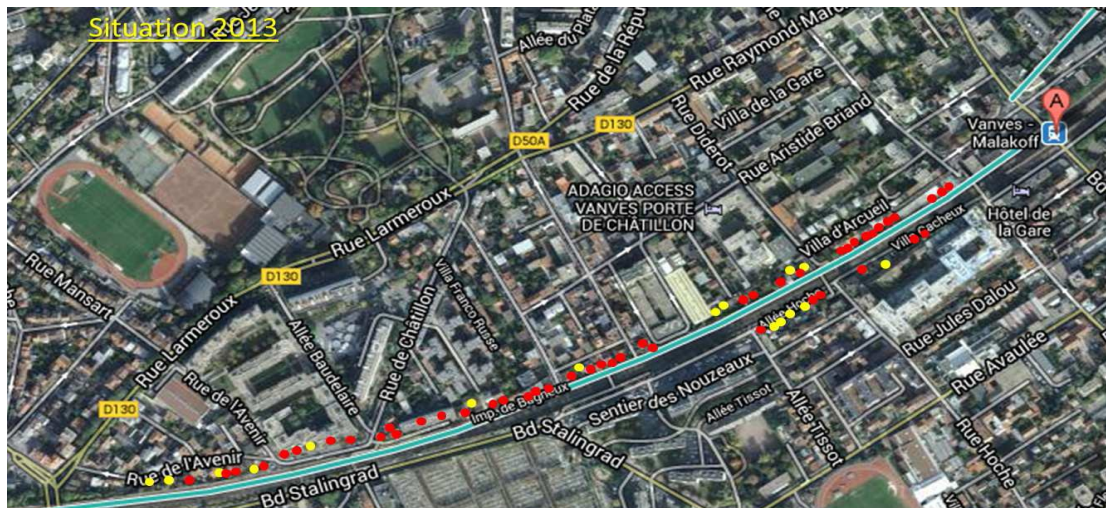 Situation 2013
Allée du Plat
Rue de la Répub
Rue Raymond-Marc
D50A
D130
Rue Diderot
Villa de la Gare
Rue Aristide Briand
A
Vanves -
Malakoff
ADAGIO ACCESS
VANVES PORTE
DE CHÂTILLON
Villa d'Arcueil
Villa Cacheux
Hôtel de
la Gare
Bd
Rue Larmeroux
D130
Rue Mansart
Villa Franco Russe
Allée Hoche
Rue Jules Dalou
Rue Larmeroux
Allée Baudelaire
Rue de Châtillon
Rue Avaulée
Rue de l'Avenir
Imp. de Bagneux
Sentier des Nouzeaux
Allée Tissot
D130
Allée Tissot
Rue Hoche
Bd Stalingrad
Rue de l'Avenir
Bd Stalingrad